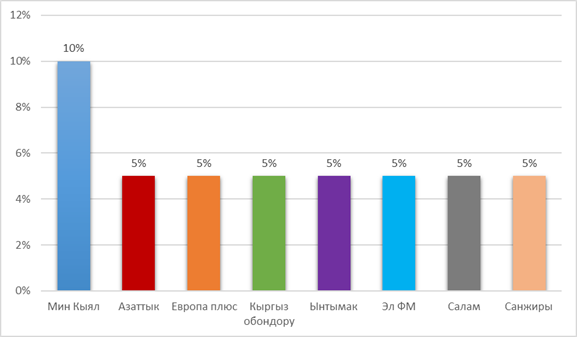 12%
10%
8%
6%
4%
2%
0%
10%
5%
5%
5%
5%
5%
5%
5%
Мин Кыял
Азаттык
Европа плюс
Кыргыз
обондору
Ынтымак
Эл ФМ
Салам
Санжиры